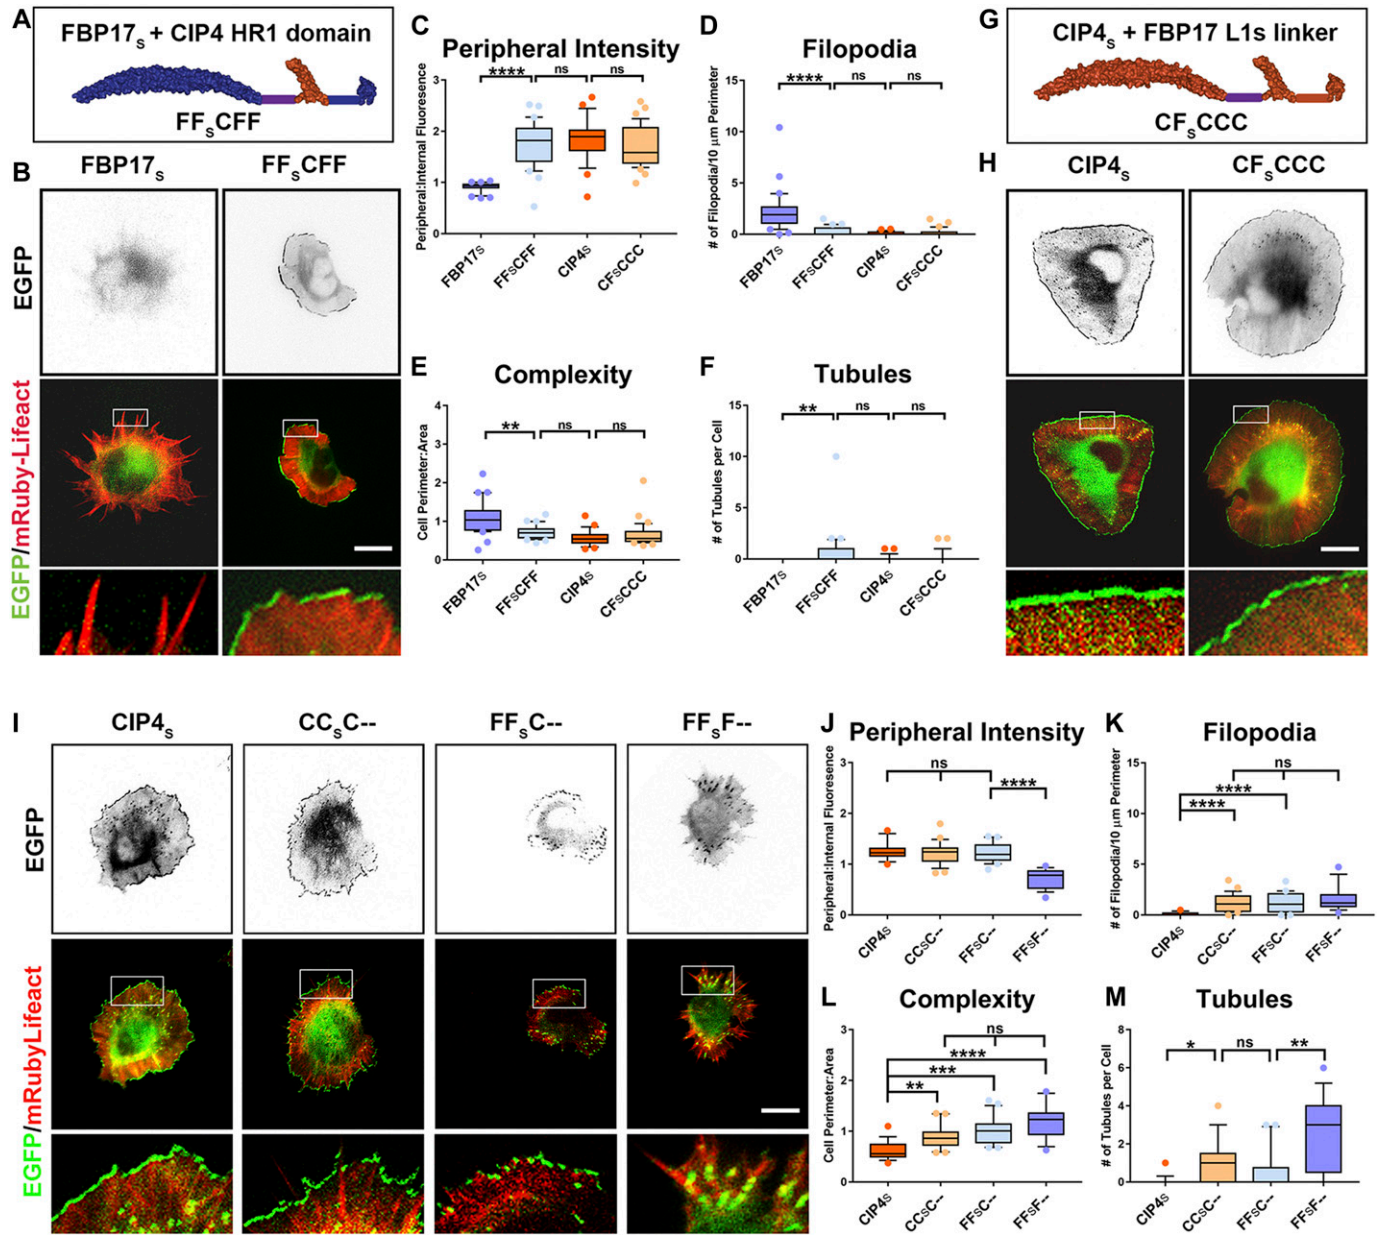 A
FBP17S + CIP4 HR1 domain
FFSCFF
B
FBP17S
FFSCFF
EGFP
EGFP/mRuby-Lifeact
C
Peripheral Intensity
Peripheral:Internal Fluoresence
3
2
1
0
****
ns
ns
FBP17S
FFSCFF
CIP4S
CFSCCC
D
Filopodia
# of Filopodia/10 µm Perimeter
15
10
5
0
****
ns
ns
FBP17S
FFSCFF
CIP4S
CFSCCC
E
Complexity
Cell Perimeter:Area
4
3
2
1
0
**
ns
ns
FBP17S
FFSCFF
CIP4S
CFSCCC
F
Tubules
# of Tubules per Cell
15
10
5
0
**
ns
ns
FBP17S
FFSCFF
CIP4S
CFSCCC
G
CIP4S + FBP17 L1s linker
CFSCCC
H
CIP4S
CFSCCC
I
CIP4S
CCSC--
FFSC--
FFSF--
EGFP
EGFP/mRubyLifeact
J
Peripheral Intensity
Peripheral:Internal Fluoresence
3
2
1
0
ns
****
CIP4S
CCSC--
FFSC--
FFSF--
K
Filopodia
# of Filopodia/10 µm Perimeter
15
10
5
0
ns
****
****
CIP4S
CCSC--
FFSC--
FFSF--
L
Complexity
Cell Perimeter:Area
3
2
1
0
ns
****
***
**
CIP4S
CCSC--
FFSC--
FFSF--
M
Tubules
# of Tubules per Cell
8
6
4
2
0
*
ns
**
CIP4S
CCSC--
FFSC--
FFSF--